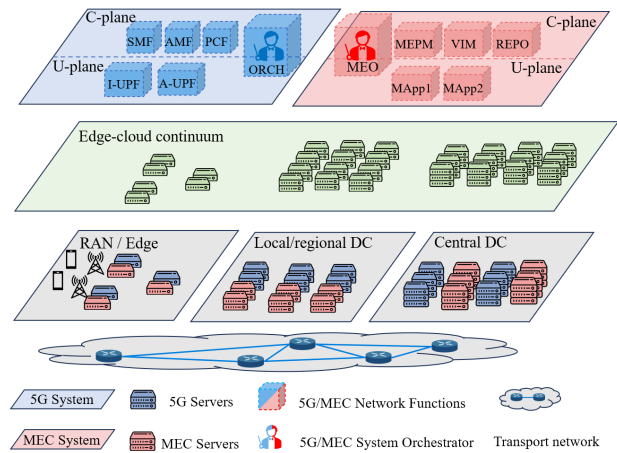 C-plane
SMF AMF PCF
ORCH
U-plane
I-UPF A-UPF
C-plane
MEPM VIM REPO
MEO
U-plane
MApp1 MApp2
Edge-cloud continuum
RAN / Edge
Local/regional DC
Central DC
5G System
5G Servers
5G/MEC Network Functions
MEC System
MEC Servers
5G/MEC System Orchestrator
Transport network